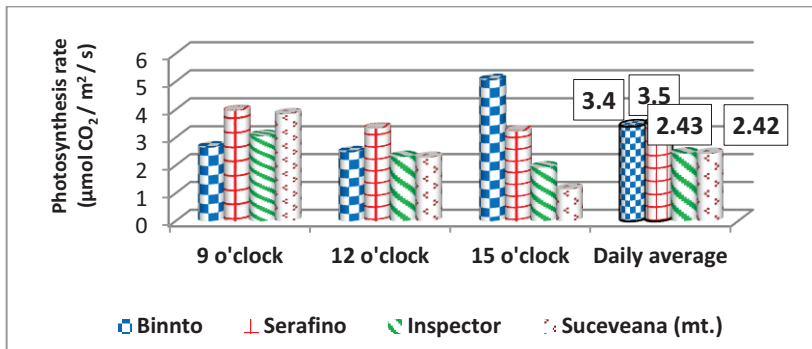 Photosynthesis rate
(μmol CO₂/ m² / s)
6
5
4
3
2
1
0
3.4
3.5
2.43
2.42
9 o'clock
12 o'clock
15 o'clock
Daily average
Binnto
Serafino
Inspector
Suceveana (mt.)